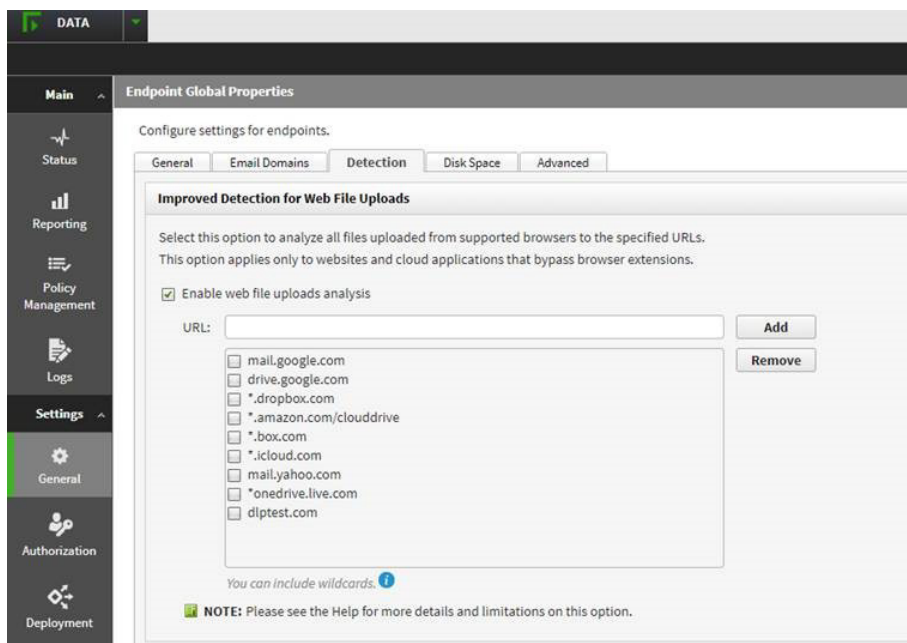 DATA
Main
Status
Reporting
Policy
Management
Logs
Settings
General
Authorization
Deployment
Endpoint Global Properties
Configure settings for endpoints.
General
Email Domains
Detection
Disk Space
Advanced
Improved Detection for Web File Uploads
Select this option to analyze all files uploaded from supported browsers to the specified URLs.
This option applies only to websites and cloud applications that bypass browser extensions.
Enable web file uploads analysis
URL:
Add
Remove
mail.google.com
drive.google.com
*.dropbox.com
*.amazon.com/clouddrive
*.box.com
*.icloud.com
mail.yahoo.com
*onedrive.live.com
dlptest.com
You can include wildcards.
NOTE: Please see the Help for more details and limitations on this option.